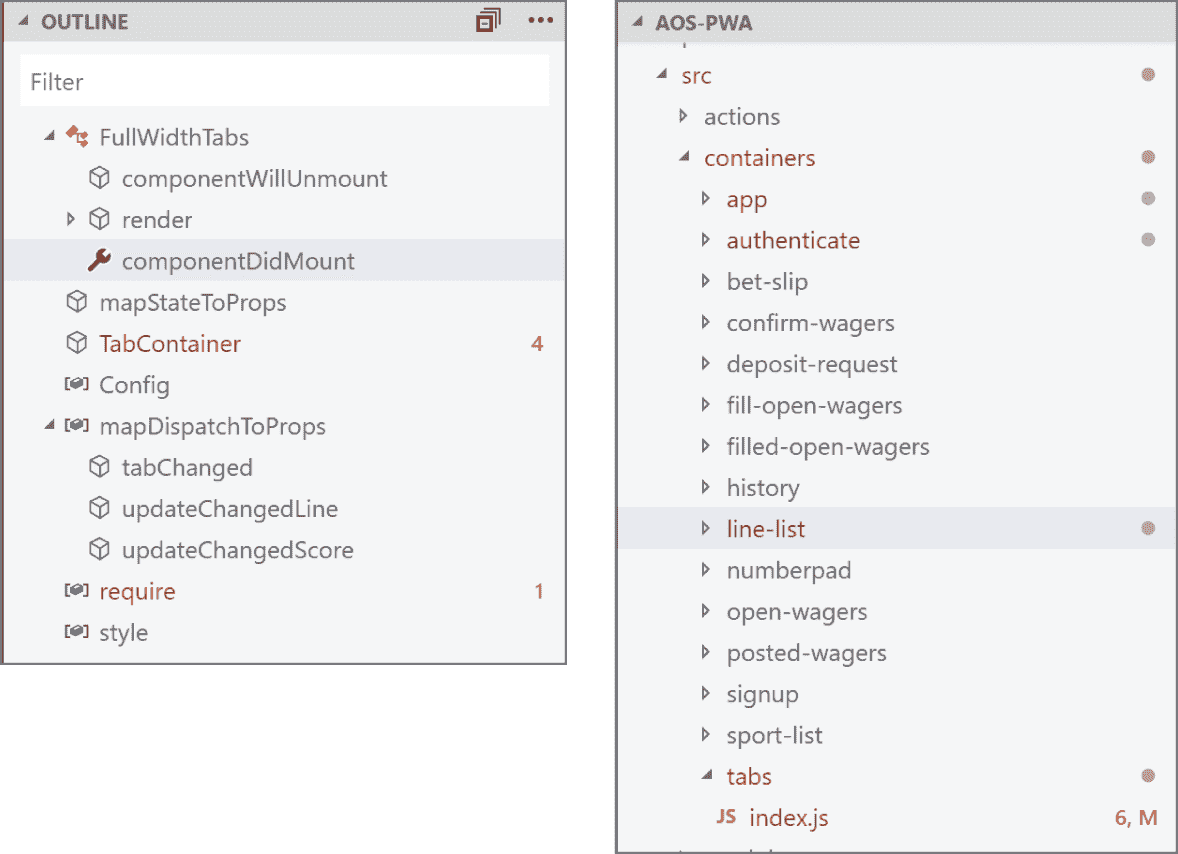 OUTLINE
Filter
FullWidthTabs
componentWillUnmount
render
componentDidMount
mapStateToProps
TabContainer 4
Config
mapDispatchToProps
tabChanged
updateChangedLine
updateChangedScore
require 1
style
AOS-PWA
src
actions
containers
app
authenticate
bet-slip
confirm-wagers
deposit-request
fill-open-wagers
filled-open-wagers
history
line-list
numberpad
open-wagers
posted-wagers
signup
sport-list
tabs
JS index.js 6, M